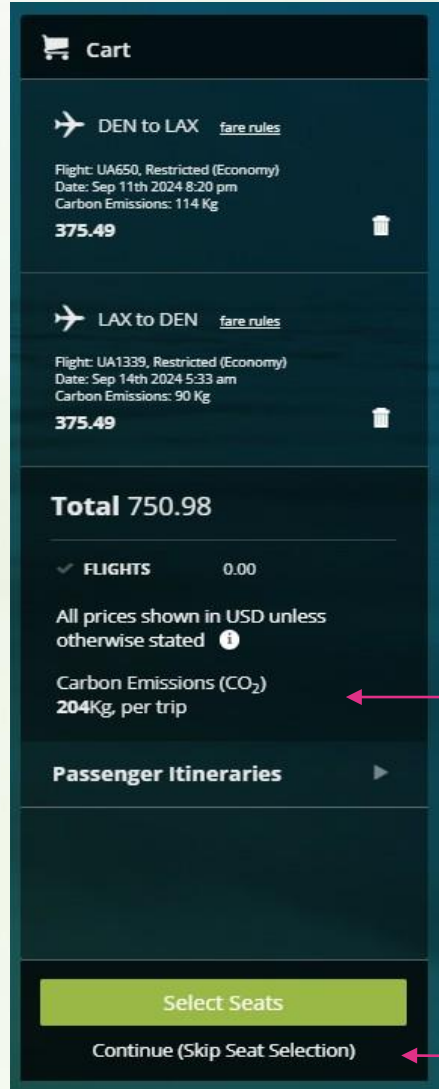 Cart
DEN to LAX fare rules
Flight: UA650, Restricted (Economy)
Date: Sep 11th 2024 8:20 pm
Carbon Emissions: 114 Kg
375.49
LAX to DEN fare rules
Flight: UA1339, Restricted (Economy)
Date: Sep 14th 2024 5:33 am
Carbon Emissions: 90 Kg
375.49
Total 750.98
FLIGHTS 0.00
All prices shown in USD unless
otherwise stated
Carbon Emissions (CO₂)
204Kg, per trip
Passenger Itineraries
Select Seats
Continue (Skip Seat Selection)